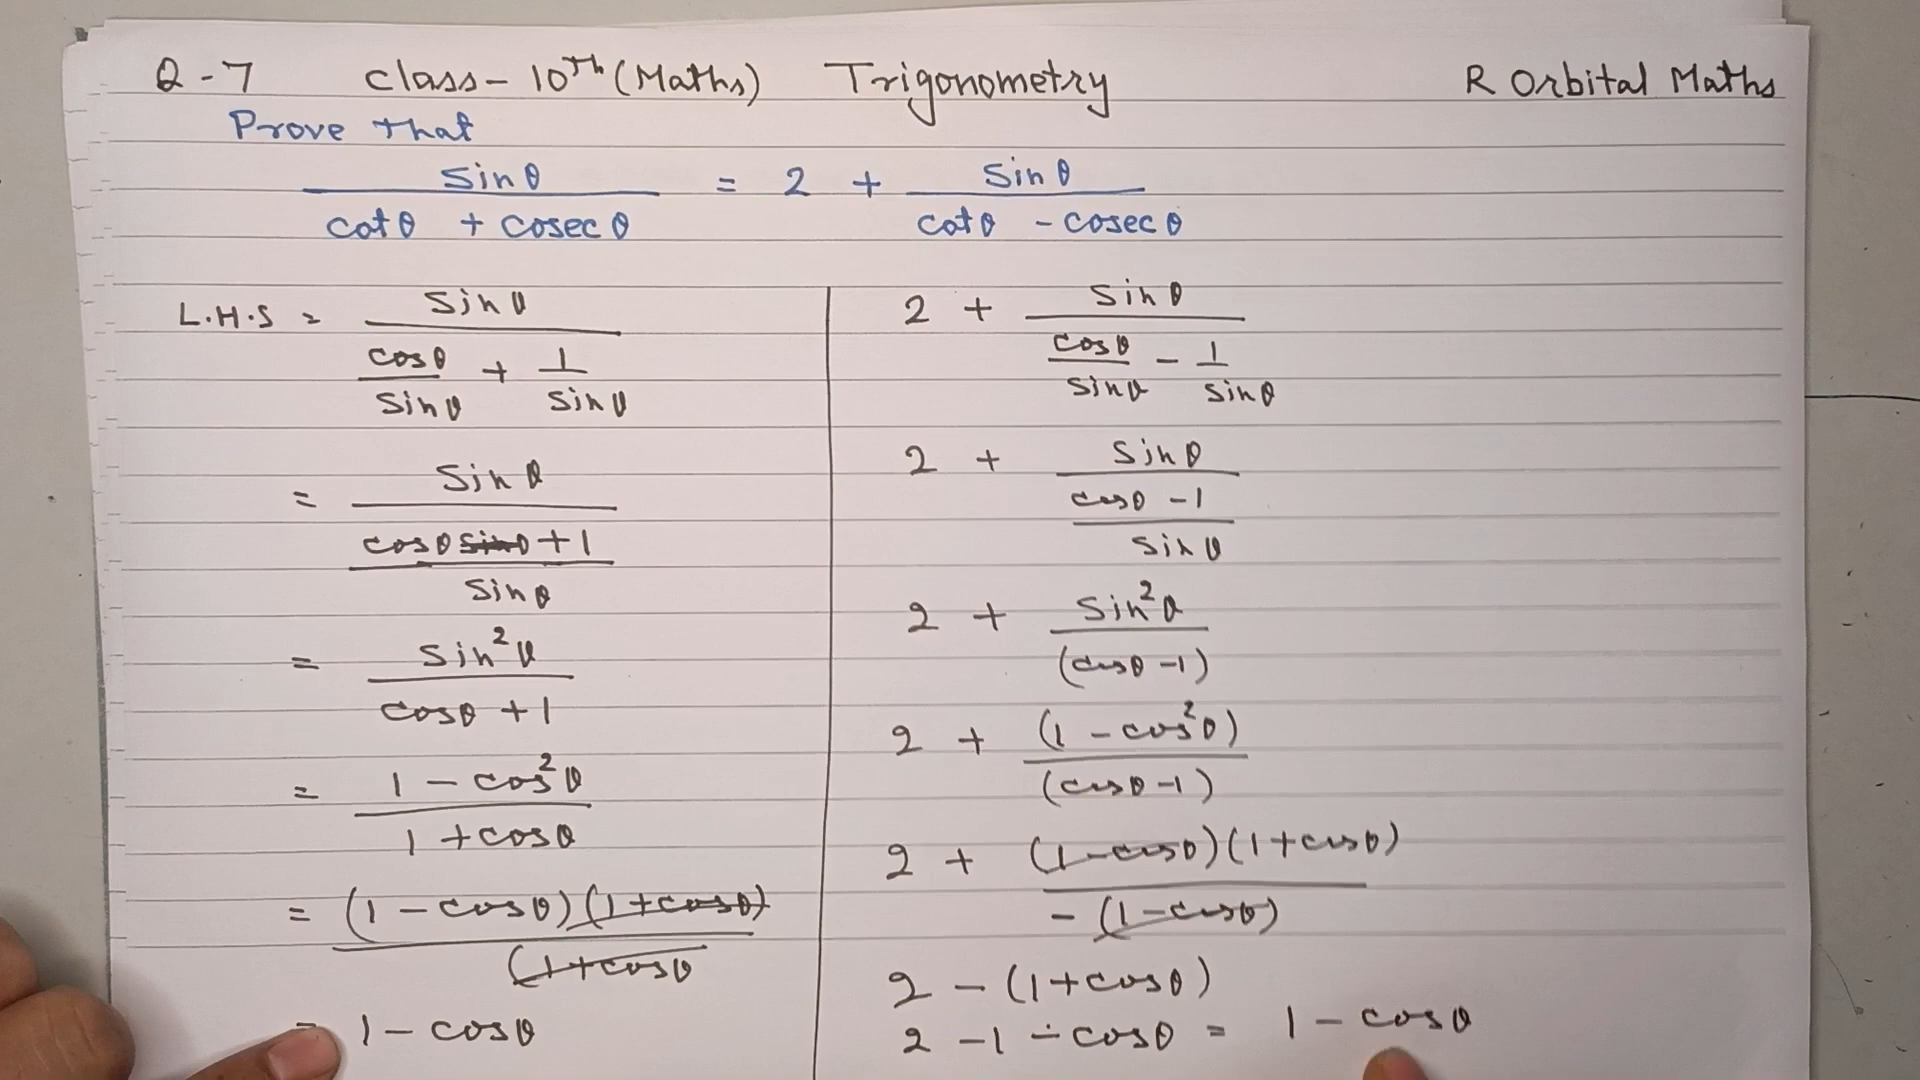 Q-7 Class-10th (Maths) Trigonometry R Orbital Maths
Prove that
sinθ / (cotθ + cosecθ) = 2 + sinθ / (cotθ - cosecθ)
L.H.S = sinθ / (cosθ/sinθ + 1/sinθ)
= sinθ / ((cosθ sinθ + 1)/sinθ)
= sin²θ / (cosθ + 1)
= (1 - cos²θ) / (1 + cosθ)
= (1 - cosθ)(1 + cosθ) / (1 + cosθ
= 1 - cosθ
2 + sinθ / (cosθ/sinθ - 1/sinθ)
2 + sinθ / ((cosθ - 1)/sinθ)
2 + sin²θ / (cosθ - 1)
2 + (1 - cos²θ) / (cosθ - 1)
2 + (1 - cosθ)(1 + cosθ) / -(1 - cosθ)
2 - (1 + cosθ)
2 - 1 - cosθ = 1 - cosθ